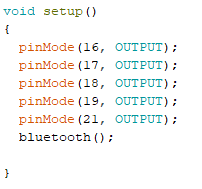 void setup()
{
  pinMode(16, OUTPUT);
  pinMode(17, OUTPUT);
  pinMode(18, OUTPUT);
  pinMode(19, OUTPUT);
  pinMode(21, OUTPUT);
  bluetooth();

}